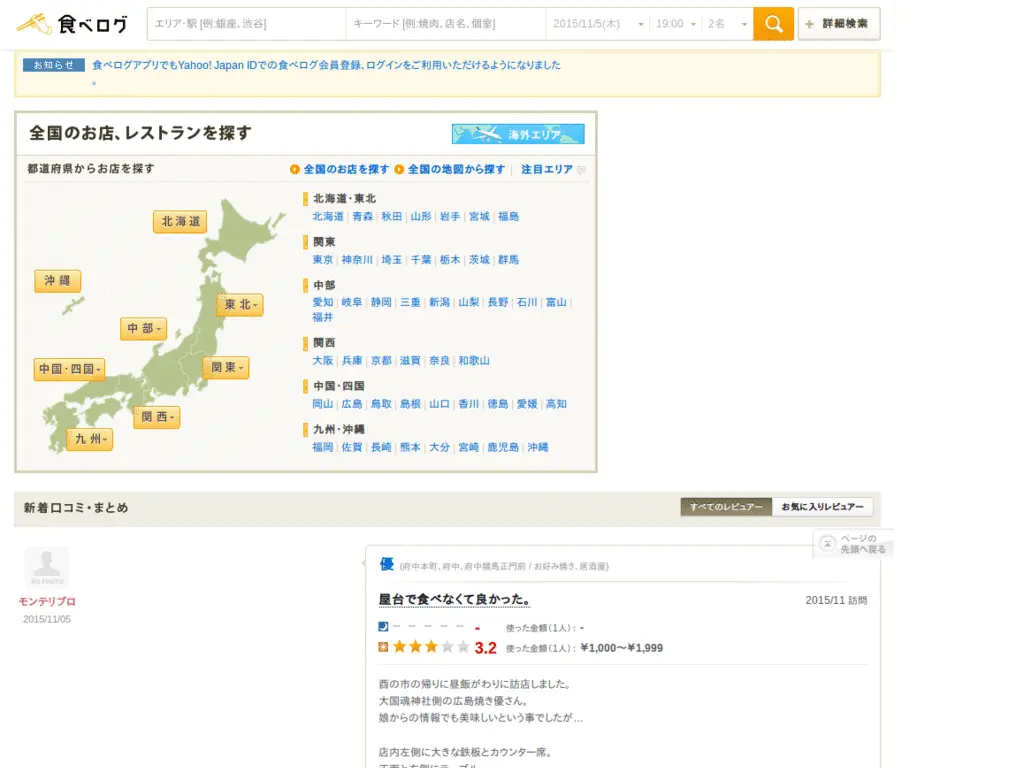 食べログ
エリア・駅 [例:銀座、渋谷]
キーワード [例:焼肉、店名、個室]
2015/11/5(木)
19:00
2名
詳細検索
お知らせ
食べログアプリでもYahoo! Japan IDでの食べログ会員登録、ログインをご利用いただけるようになりました
。
全国のお店、レストランを探す
海外エリア
都道府県からお店を探す
全国のお店を探す
全国の地図から探す
注目エリア
北海道
沖縄
東北
中部
関東
中国・四国
関西
九州
北海道・東北
北海道 | 青森 | 秋田 | 山形 | 岩手 | 宮城 | 福島
関東
東京 | 神奈川 | 埼玉 | 千葉 | 栃木 | 茨城 | 群馬
中部
愛知 | 岐阜 | 静岡 | 三重 | 新潟 | 山梨 | 長野 | 石川 | 富山 |
福井
関西
大阪 | 兵庫 | 京都 | 滋賀 | 奈良 | 和歌山
中国・四国
岡山 | 広島 | 鳥取 | 島根 | 山口 | 香川 | 徳島 | 愛媛 | 高知
九州・沖縄
福岡 | 佐賀 | 長崎 | 熊本 | 大分 | 宮崎 | 鹿児島 | 沖縄
新着口コミ・まとめ
すべてのレビュアー
お気に入りレビュアー
ページの
先頭へ戻る
NO PHOTO
モンテリブロ
2015/11/05
優 (府中本町、府中、府中競馬正門前 / お好み焼き、居酒屋)
屋台で食べなくて良かった。
2015/11 訪問
－－－－－ - 使った金額(1人): -
★★★★★ 3.2 使った金額(1人): ¥1,000～¥1,999
酉の市の帰りに昼飯がわりに訪店しました。
大国魂神社側の広島焼き優さん。
娘からの情報でも美味しいという事でしたが...
店内左側に大きな鉄板とカウンター席。